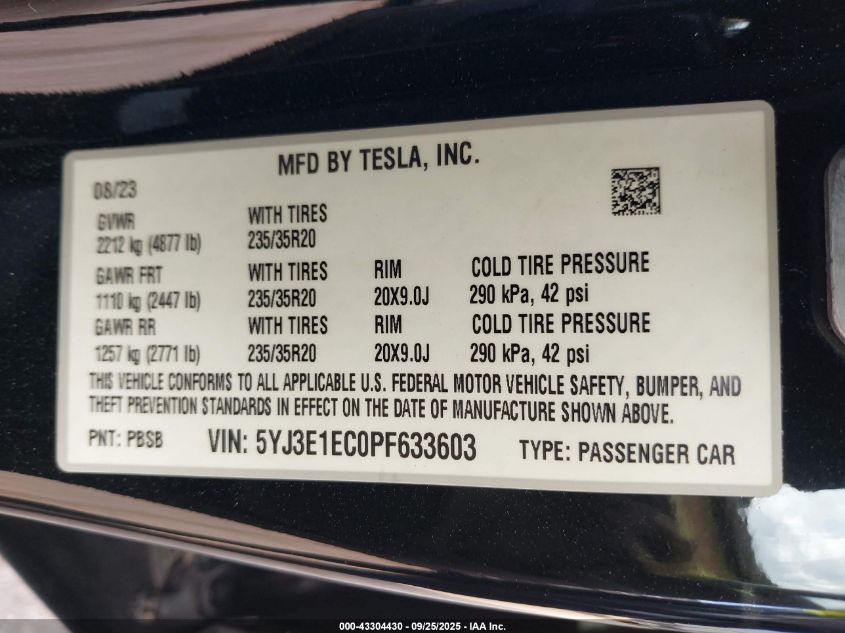 MFD BY TESLA, INC.
08/23
GVWR WITH TIRES
2212 kg (4877 lb) 235/35R20
GAWR FRT WITH TIRES RIM COLD TIRE PRESSURE
1110 kg (2447 lb) 235/35R20 20X9.0J 290 kPa, 42 psi
GAWR RR WITH TIRES RIM COLD TIRE PRESSURE
1257 kg (2771 lb) 235/35R20 20X9.0J 290 kPa, 42 psi
THIS VEHICLE CONFORMS TO ALL APPLICABLE U.S. FEDERAL MOTOR VEHICLE SAFETY, BUMPER, AND
THEFT PREVENTION STANDARDS IN EFFECT ON THE DATE OF MANUFACTURE SHOWN ABOVE.
PNT: PBSB VIN: 5YJ3E1EC0PF633603 TYPE: PASSENGER CAR
000-43304430 - 09/25/2025 - IAA Inc.